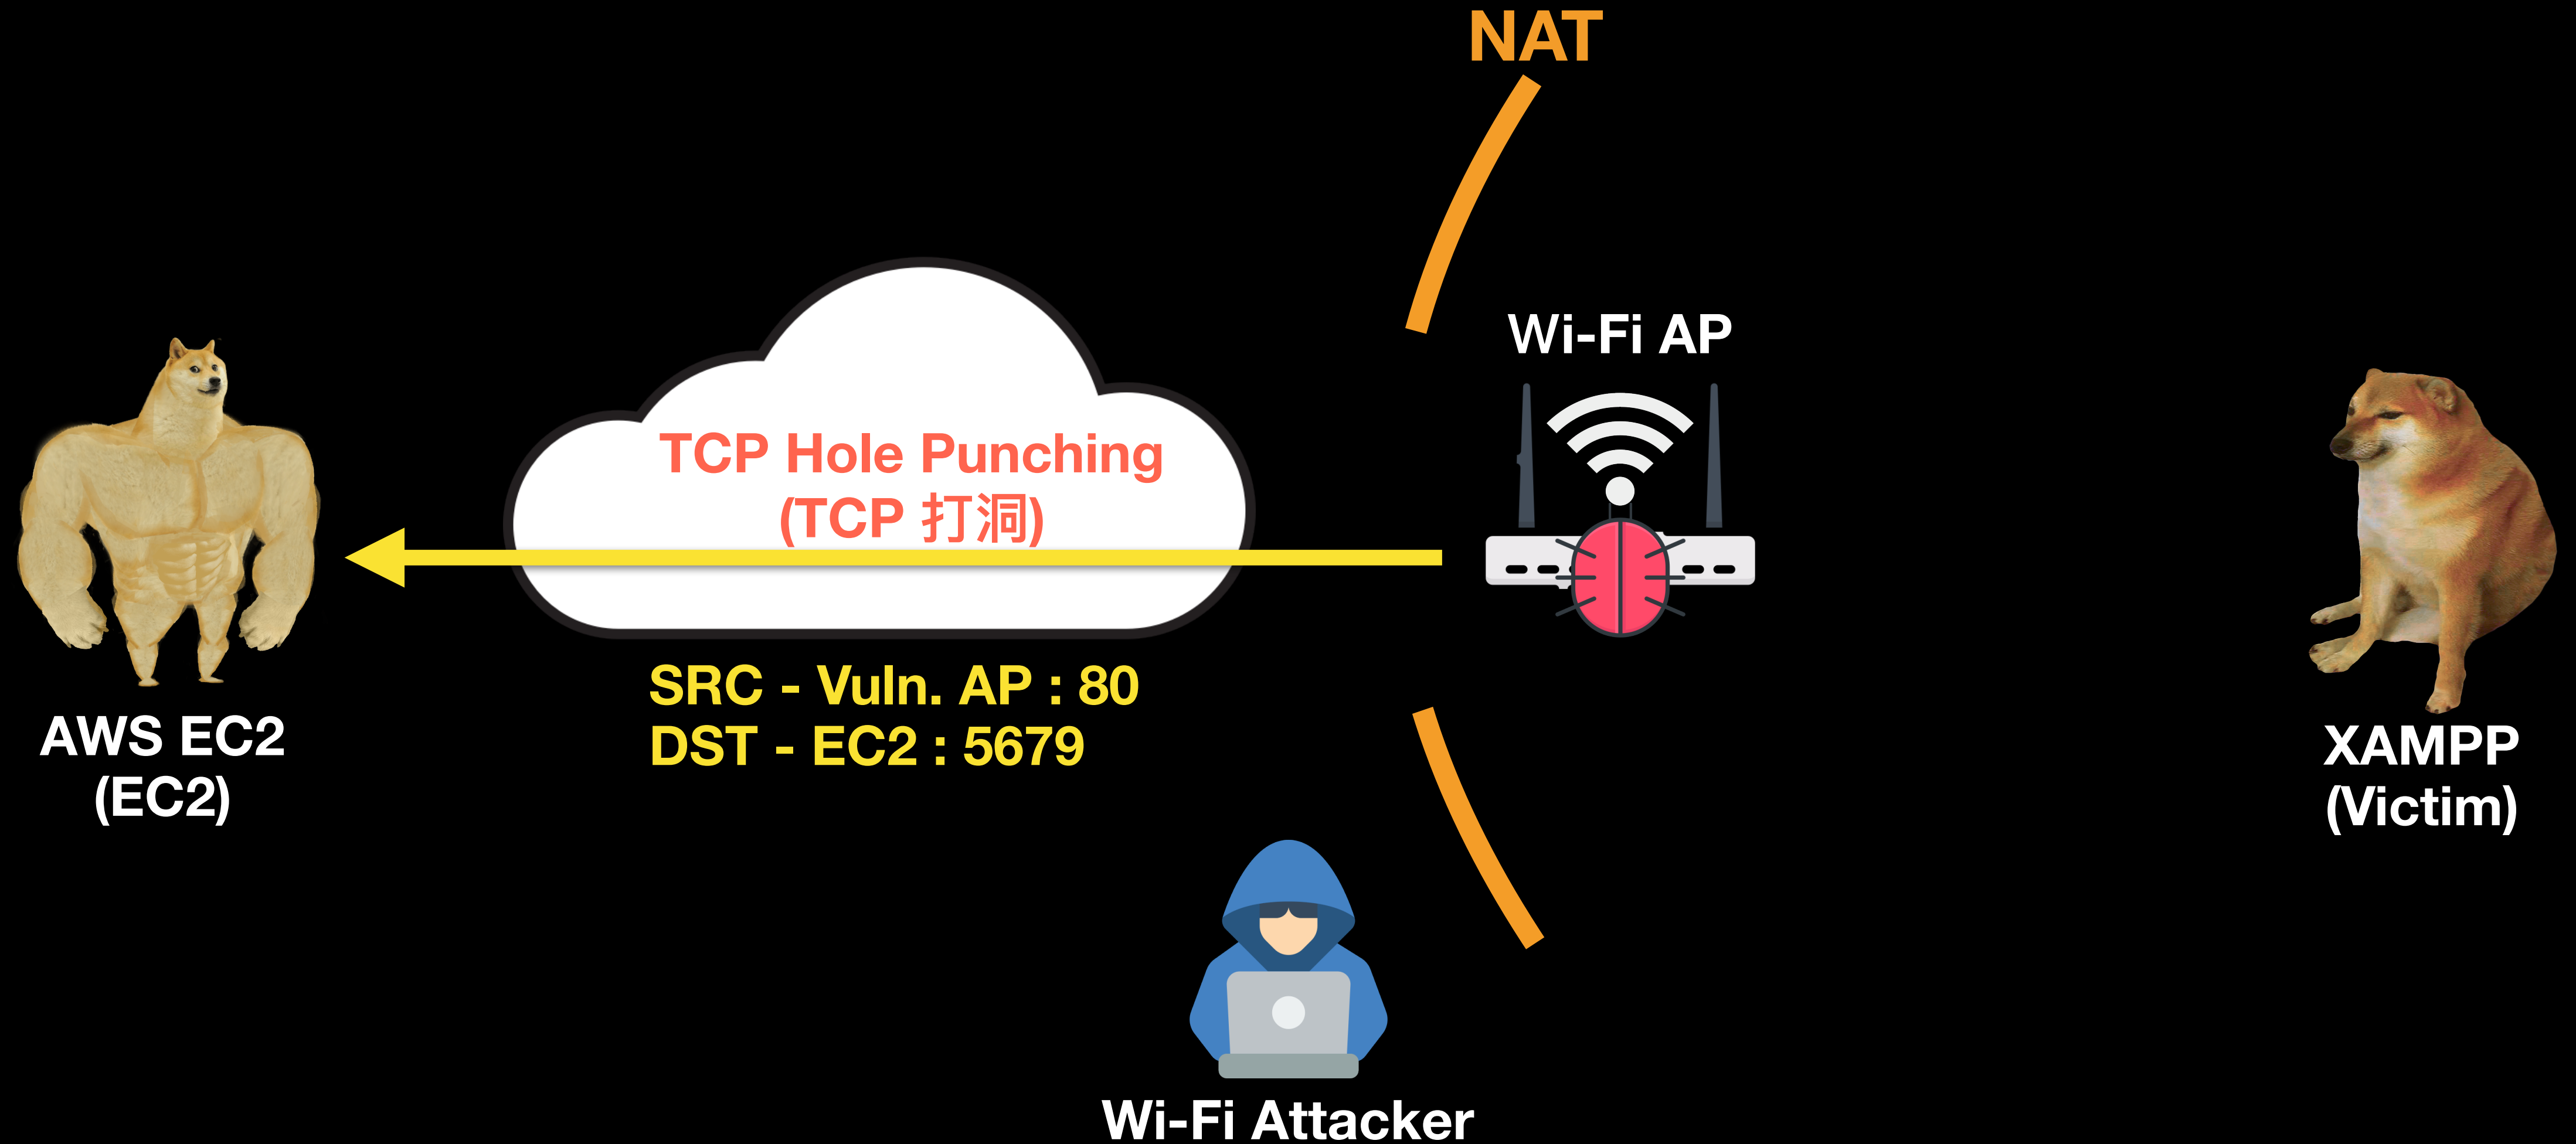 NAT
Wi-Fi AP
TCP Hole Punching
(TCP 打洞)
SRC - Vuln. AP : 80
DST - EC2 : 5679
AWS EC2
(EC2)
XAMPP
(Victim)
Wi-Fi Attacker